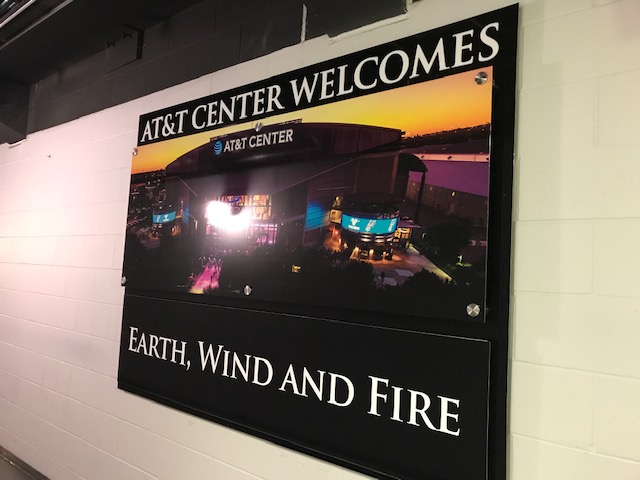 AT&T CENTER WELCOMES
AT&T CENTER
EARTH, WIND AND FIRE